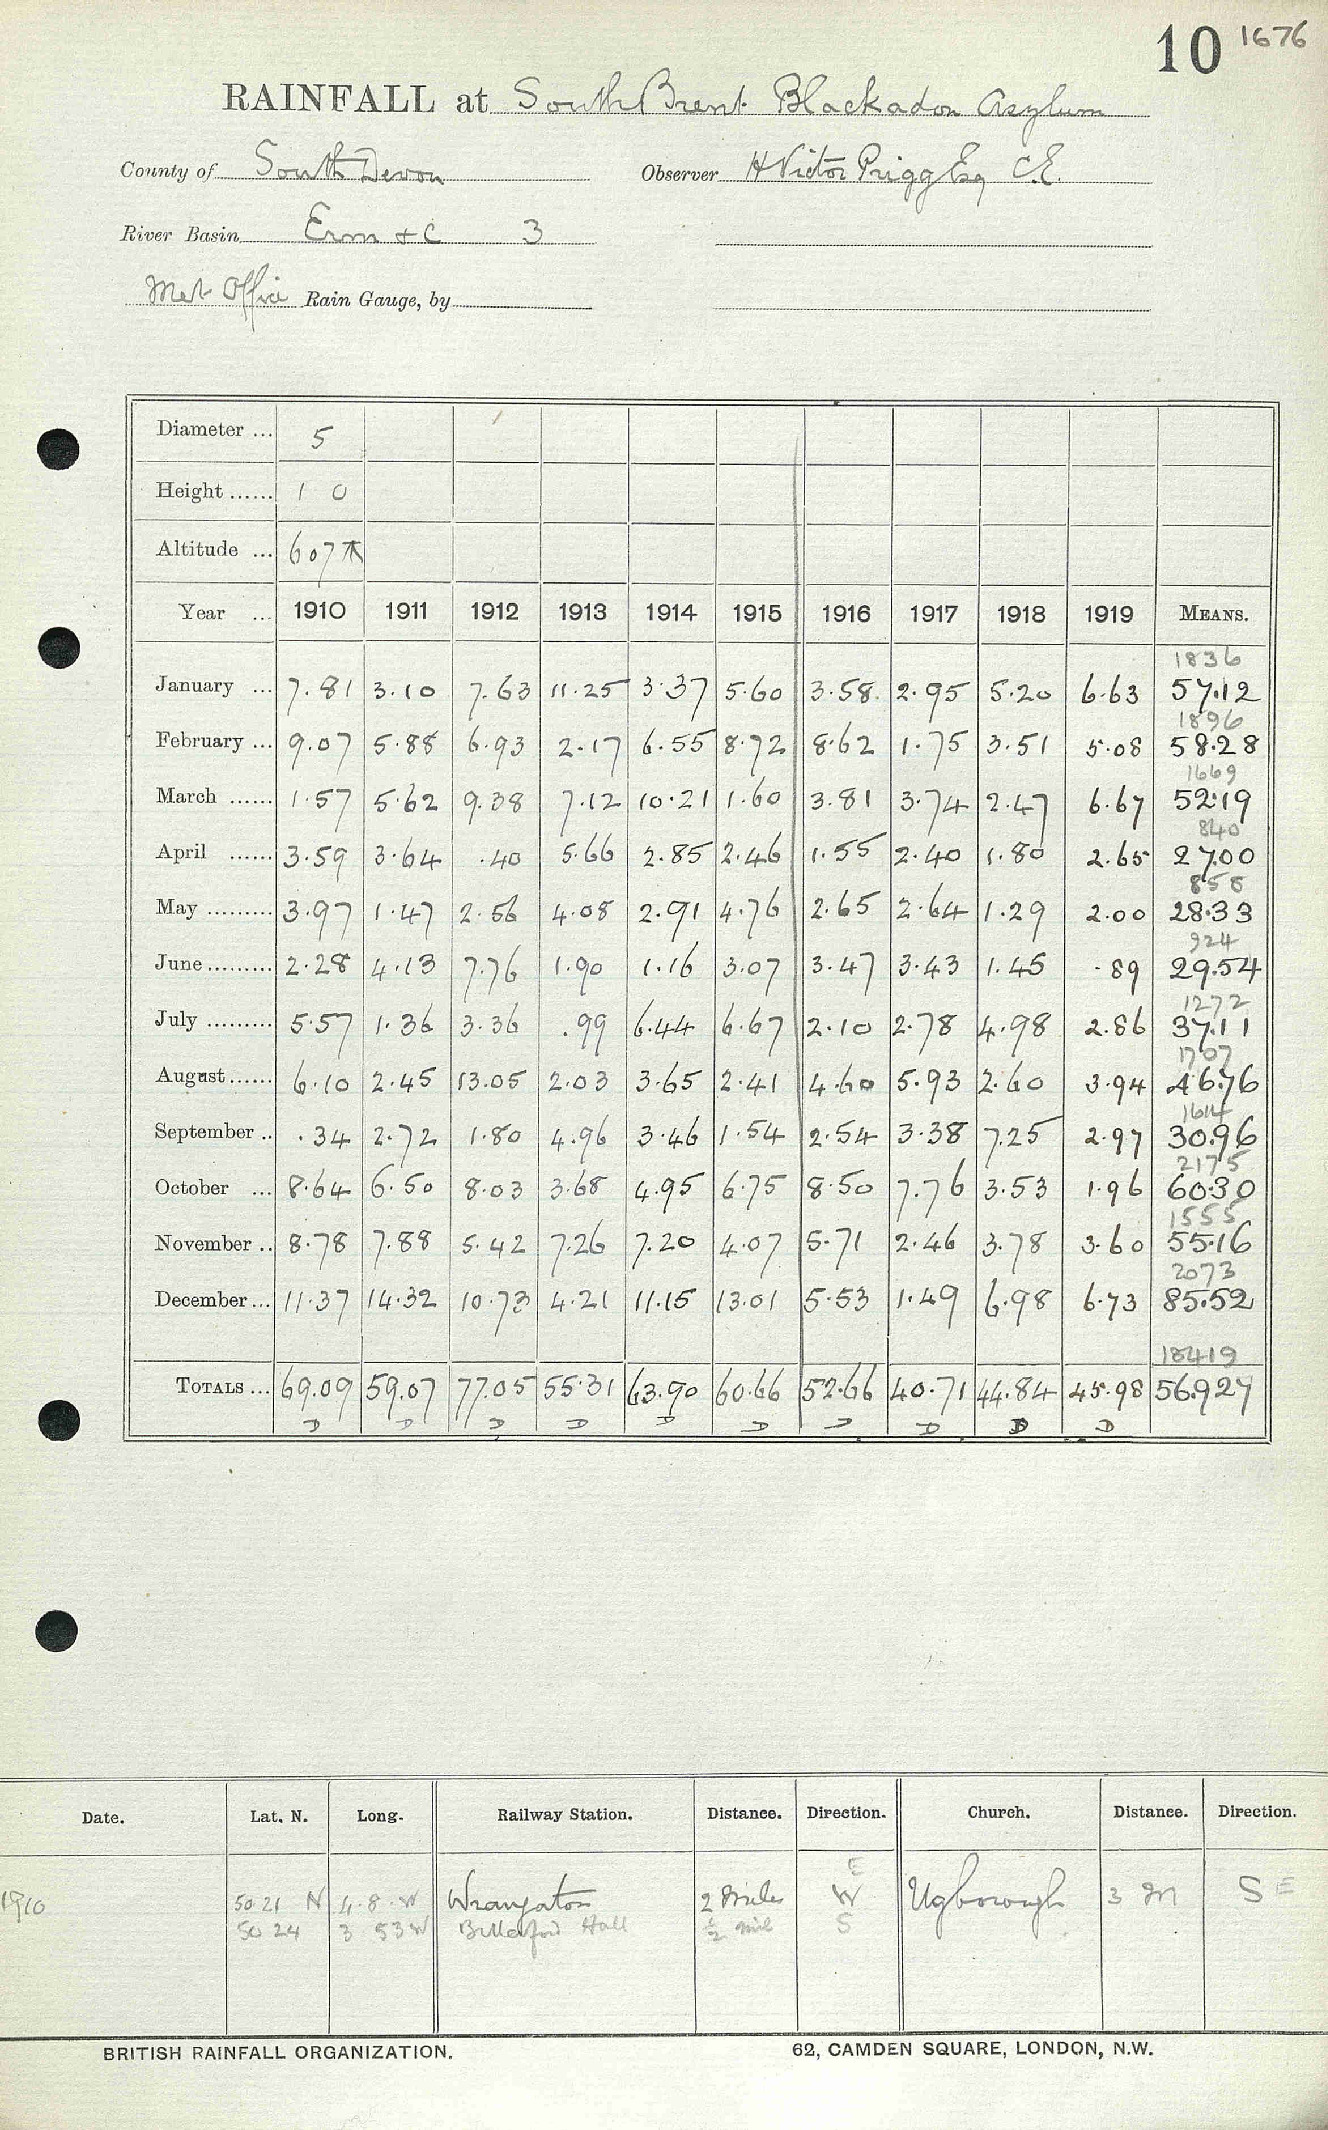 10 1676
RAINFALL at South Brent Blackadon Asylum
County of South Devon Observer H Victor Prigg Esq C.E.
River Basin Erm & C 3
Met Office Rain Gauge, by
Diameter ... 5
Height ...... 1 0
Altitude ... 607
Year ... 1910 1911 1912 1913 1914 1915 1916 1917 1918 1919 MEANS.
1836
January ... 7.81 3.10 7.63 11.25 3.37 5.60 3.58 2.95 5.20 6.63 57.12
1896
February ... 9.07 5.88 6.93 2.17 6.55 8.72 8.62 1.75 3.51 5.08 58.28
1669
March ...... 1.57 5.62 9.38 7.12 10.21 1.60 3.81 3.74 2.47 6.67 52.19
840
April ...... 3.59 3.64 .40 5.66 2.85 2.46 1.55 2.40 1.80 2.65 27.00
858
May ......... 3.97 1.47 2.56 4.08 2.91 4.76 2.65 2.64 1.29 2.00 28.33
924
June ......... 2.28 4.13 7.76 1.90 1.16 3.07 3.47 3.43 1.45 .89 29.54
1272
July ......... 5.57 1.36 3.36 .99 6.44 6.67 2.10 2.78 4.98 2.86 37.11
1707
August...... 6.10 2.45 13.05 2.03 3.65 2.41 4.60 5.93 2.60 3.94 46.76
1614
September .. .34 2.72 1.80 4.96 3.46 1.54 2.54 3.38 7.25 2.97 30.96
2175
October ... 8.64 6.50 8.03 3.68 4.95 6.75 8.50 7.76 3.53 1.96 60.30
1555
November .. 8.78 7.88 5.42 7.26 7.20 4.07 5.71 2.46 3.78 3.60 55.16
2073
December... 11.37 14.32 10.73 4.21 11.15 13.01 5.53 1.49 6.98 6.73 85.52
18419
TOTALS ... 69.09 59.07 77.05 55.31 63.90 60.66 52.66 40.71 44.84 45.98 56.927
D D D D D D D D D D
Date. Lat. N. Long. Railway Station. Distance. Direction. Church. Distance. Direction.
E
1910 50.21 N 4.8.W Wrangaton 2 Miles W Ugborough 3 M SE
50 24 3 53W Bittaford Hall 1/2 mile S
BRITISH RAINFALL ORGANIZATION. 62, CAMDEN SQUARE, LONDON, N.W.